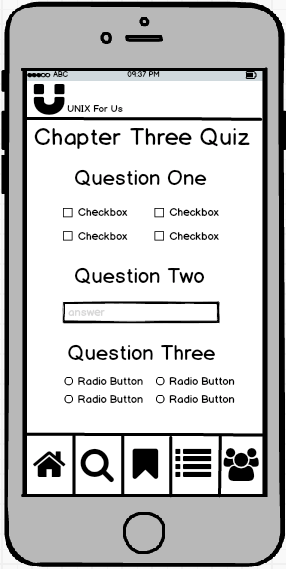 ABC 09:37 PM
UNIX For Us
Chapter Three Quiz
Question One
Checkbox Checkbox
Checkbox Checkbox
Question Two
answer
Question Three
Radio Button Radio Button
Radio Button Radio Button